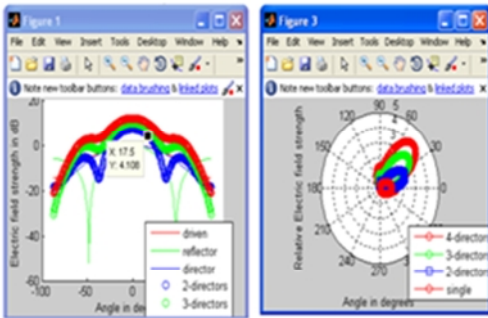 Figure 1
File Edit View Insert Tools Desktop Window Help
Note new toolbar buttons: data brushing & linked plots
Electric field strength in dB
20
0
-20
-40
-60
-100
-50
0
X: 17.5
Y: 4.108
driven
reflector
director
2-directors
3-directors
Angle in degrees
Figure 3
File Edit View Insert Tools Desktop Window Help
Note new toolbar buttons: data brushing & linked plots
Relative Electric field strength
90
5
60
120
4
150
180
0
210
240
270
4-directors
3-directors
2-directors
single
Angle in degrees